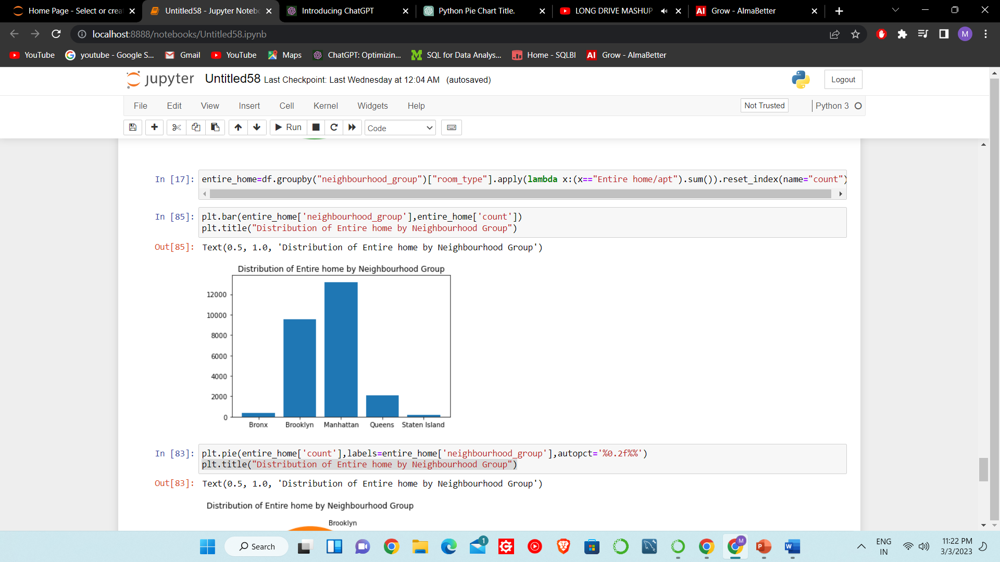 Home Page - Select or crea
Untitled58 - Jupyter Noteb
Introducing ChatGPT
Python Pie Chart Title.
LONG DRIVE MASHUP
AI Grow - AlmaBetter
localhost:8888/notebooks/Untitled58.ipynb
M
YouTube
youtube - Google S...
Gmail
YouTube
Maps
ChatGPT: Optimizin...
SQL for Data Analys...
Home - SQLBI
AI Grow - AlmaBetter
jupyter Untitled58 Last Checkpoint: Last Wednesday at 12:04 AM (autosaved)
Logout
File Edit View Insert Cell Kernel Widgets Help
Not Trusted
Python 3
Run
Code
In [17]: entire_home=df.groupby("neighbourhood_group")["room_type"].apply(lambda x:(x=="Entire home/apt").sum()).reset_index(name="count")
In [85]: plt.bar(entire_home['neighbourhood_group'],entire_home['count'])
plt.title("Distribution of Entire home by Neighbourhood Group")
Out[85]: Text(0.5, 1.0, 'Distribution of Entire home by Neighbourhood Group')
Distribution of Entire home by Neighbourhood Group
12000
10000
8000
6000
4000
2000
0
Bronx Brooklyn Manhattan Queens Staten Island
In [83]: plt.pie(entire_home['count'],labels=entire_home['neighbourhood_group'],autopct='%0.2f%%')
plt.title("Distribution of Entire home by Neighbourhood Group")
Out[83]: Text(0.5, 1.0, 'Distribution of Entire home by Neighbourhood Group')
Distribution of Entire home by Neighbourhood Group
Brooklyn
Search
1
M
P
W
ENG
IN
11:22 PM
3/3/2023